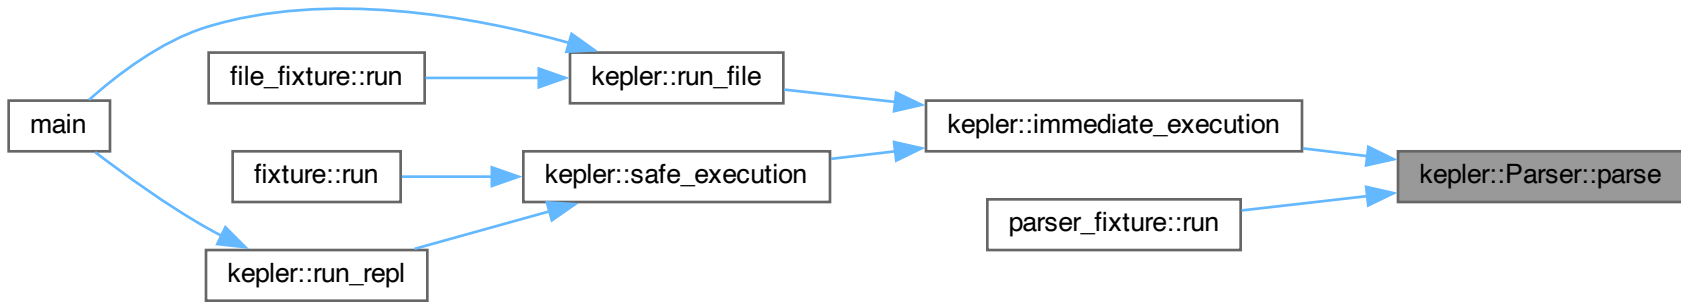 main
file_fixture::run
fixture::run
kepler::run_repl
kepler::run_file
kepler::safe_execution
kepler::immediate_execution
parser_fixture::run
kepler::Parser::parse